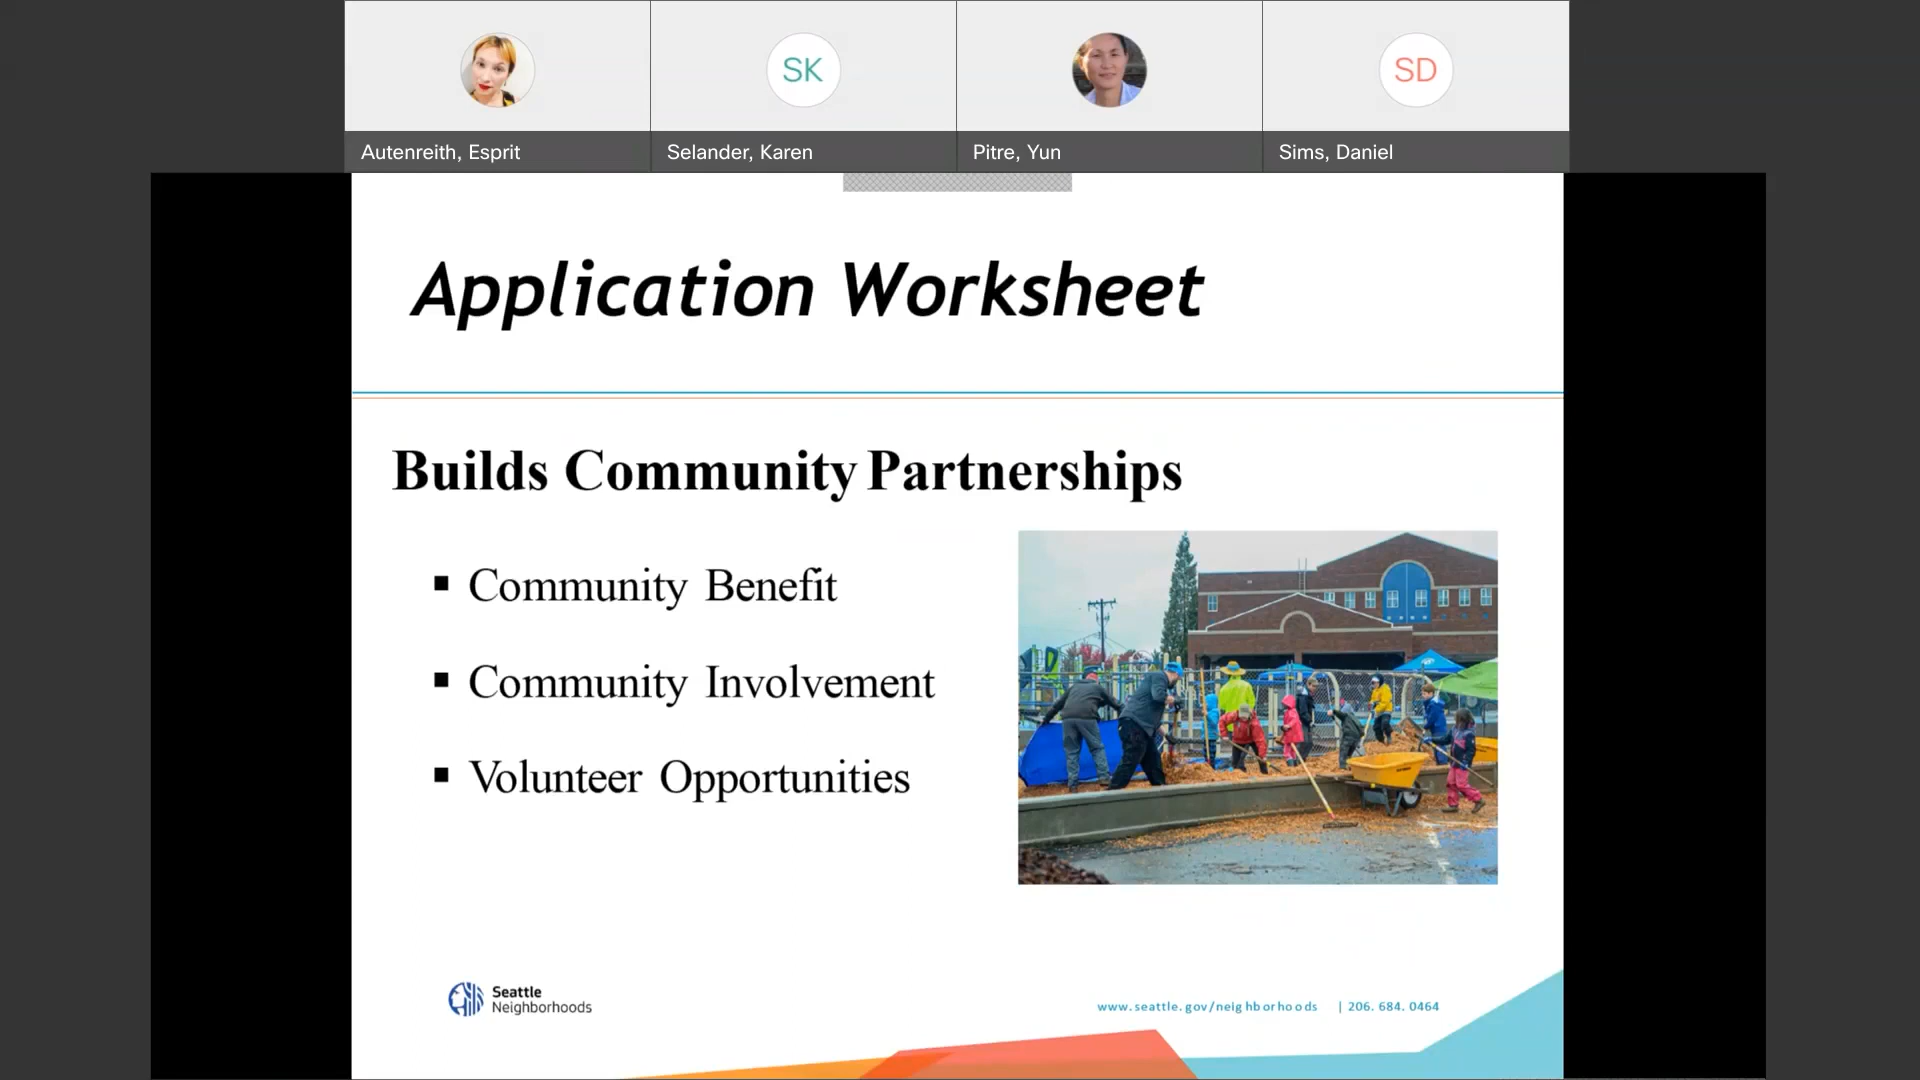 SK
SD
Autenreith, Esprit
Selander, Karen
Pitre, Yun
Sims, Daniel
Application Worksheet
Builds Community Partnerships
▪ Community Benefit
▪ Community Involvement
▪ Volunteer Opportunities
Seattle
Neighborhoods
www.seattle.gov/neighborhoods | 206. 684. 0464